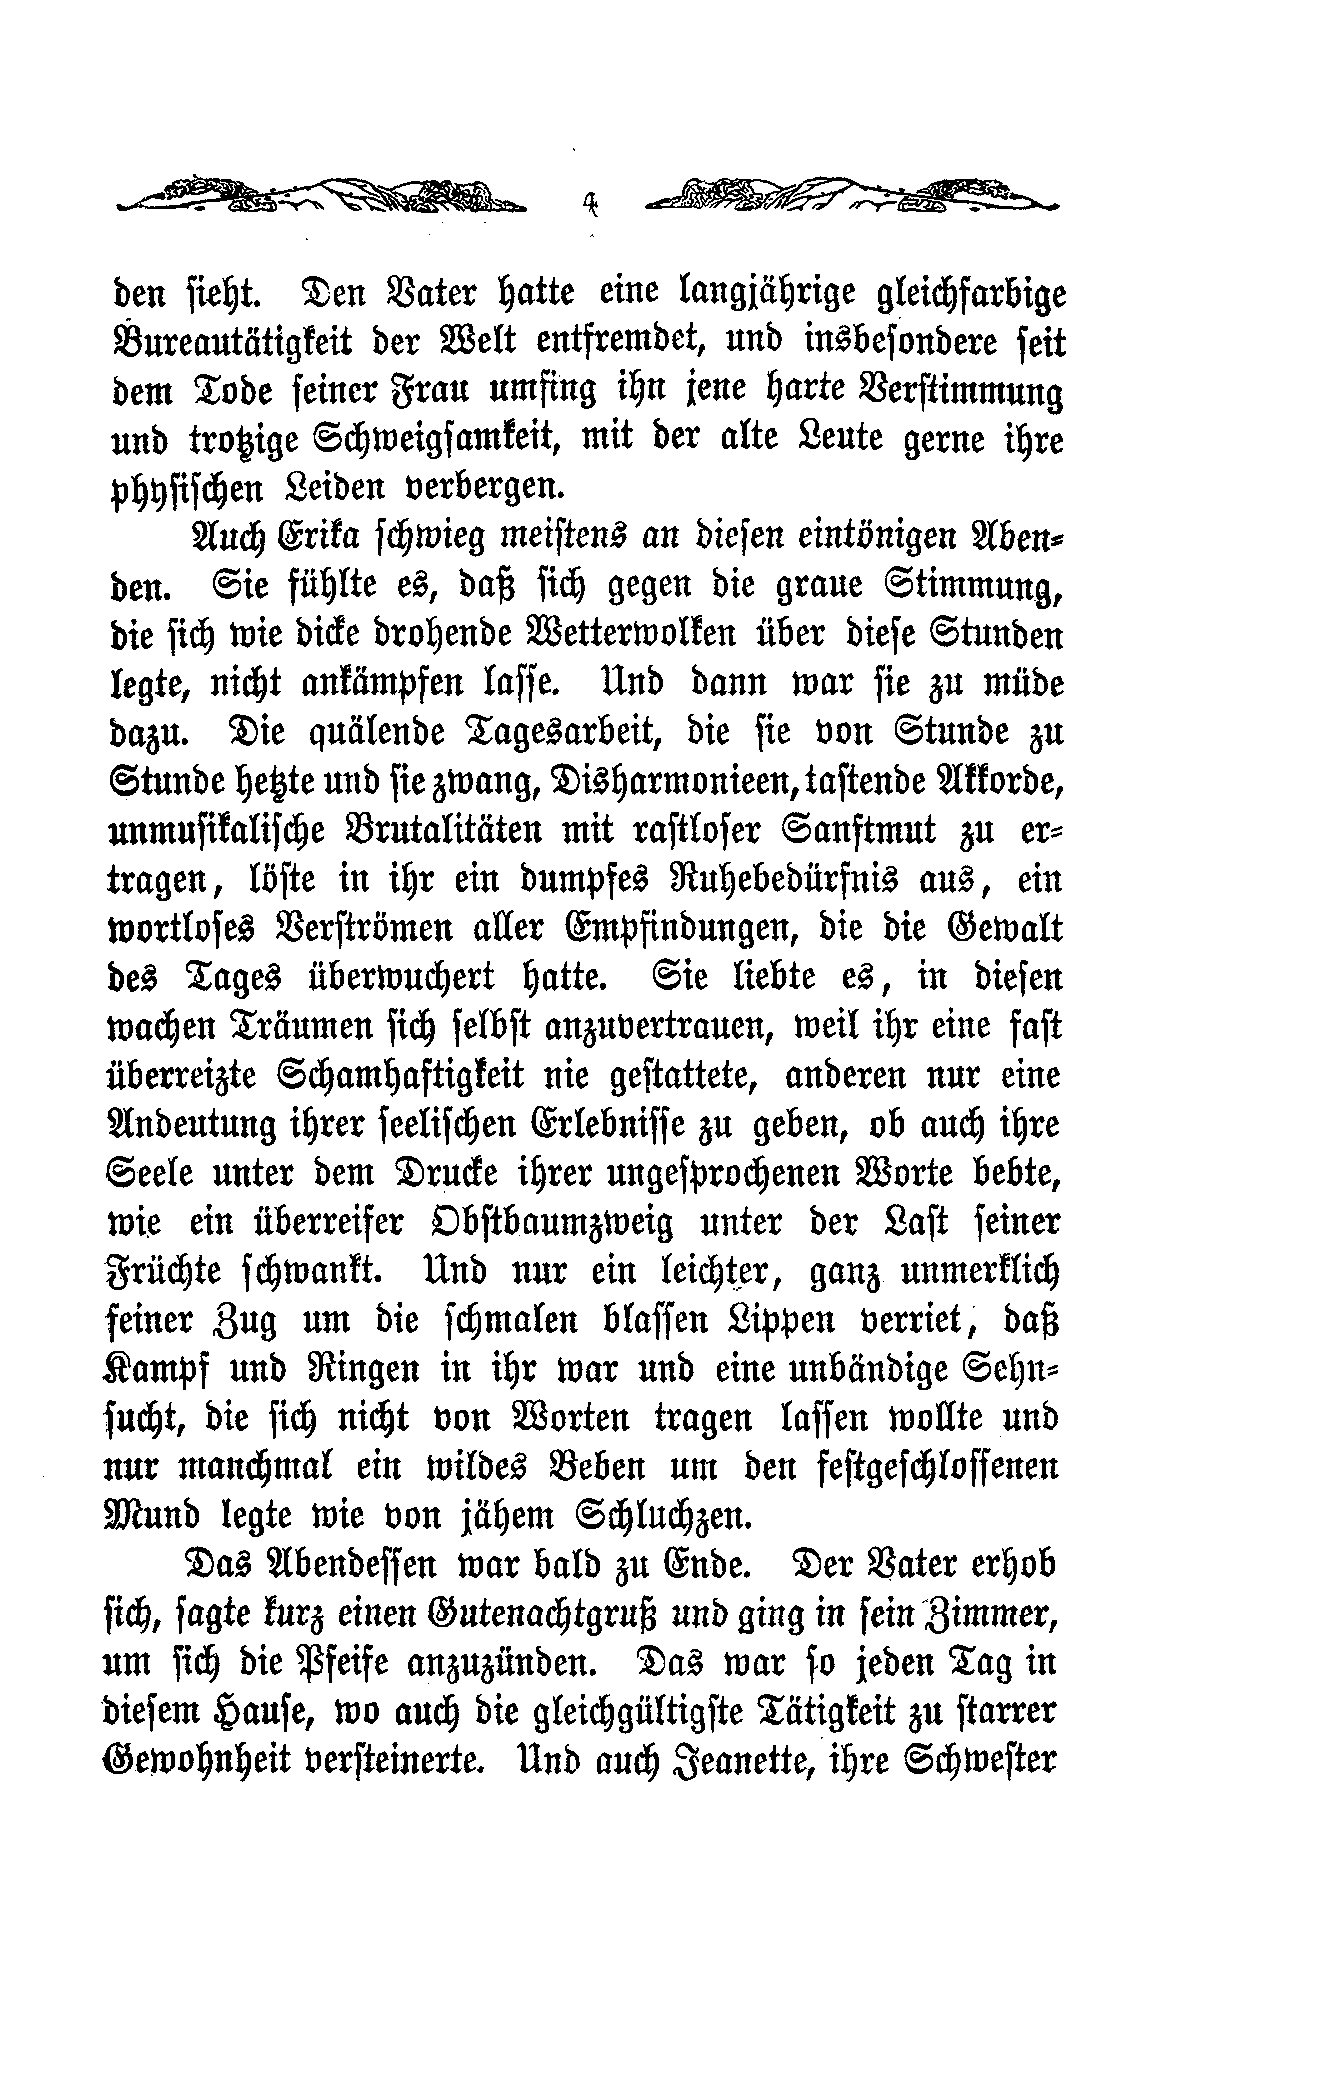 4
den sieht. Den Vater hatte eine langjährige gleichfarbige
Bureautätigkeit der Welt entfremdet, und insbesondere seit
dem Tode seiner Frau umfing ihn jene harte Verstimmung
und trotzige Schweigsamkeit, mit der alte Leute gerne ihre
physischen Leiden verbergen.
Auch Erika schwieg meistens an diesen eintönigen Aben-
den. Sie fühlte es, daß sich gegen die graue Stimmung,
die sich wie dicke drohende Wetterwolken über diese Stunden
legte, nicht ankämpfen lasse. Und dann war sie zu müde
dazu. Die quälende Tagesarbeit, die sie von Stunde zu
Stunde hetzte und sie zwang, Disharmonieen, tastende Akkorde,
unmusikalische Brutalitäten mit rastloser Sanftmut zu er-
tragen, löste in ihr ein dumpfes Ruhebedürfnis aus, ein
wortloses Verströmen aller Empfindungen, die die Gewalt
des Tages überwuchert hatte. Sie liebte es, in diesen
wachen Träumen sich selbst anzuvertrauen, weil ihr eine fast
überreizte Schamhaftigkeit nie gestattete, anderen nur eine
Andeutung ihrer seelischen Erlebnisse zu geben, ob auch ihre
Seele unter dem Drucke ihrer ungesprochenen Worte bebte,
wie ein überreifer Obstbaumzweig unter der Last seiner
Früchte schwankt. Und nur ein leichter, ganz unmerklich
feiner Zug um die schmalen blassen Lippen verriet, daß
Kampf und Ringen in ihr war und eine unbändige Sehn-
sucht, die sich nicht von Worten tragen lassen wollte und
nur manchmal ein wildes Beben um den festgeschlossenen
Mund legte wie von jähem Schluchzen.
Das Abendessen war bald zu Ende. Der Vater erhob
sich, sagte kurz einen Gutenachtgruß und ging in sein Zimmer,
um sich die Pfeife anzuzünden. Das war so jeden Tag in
diesem Hause, wo auch die gleichgültigste Tätigkeit zu starrer
Gewohnheit versteinerte. Und auch Jeanette, ihre Schwester